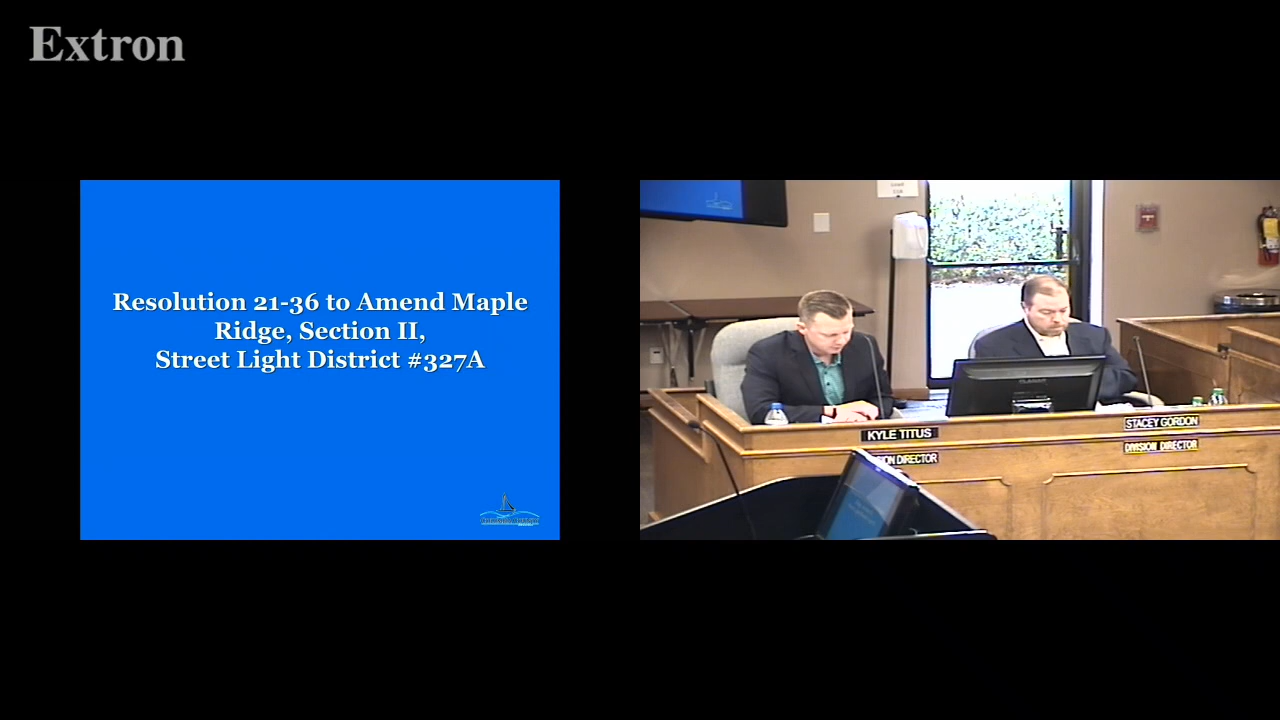 Extron
Resolution 21-36 to Amend Maple
Ridge, Section II,
Street Light District #327A
KYLE TITUS
DIRECTOR
STACEY GORDON
DIVISION DIRECTOR